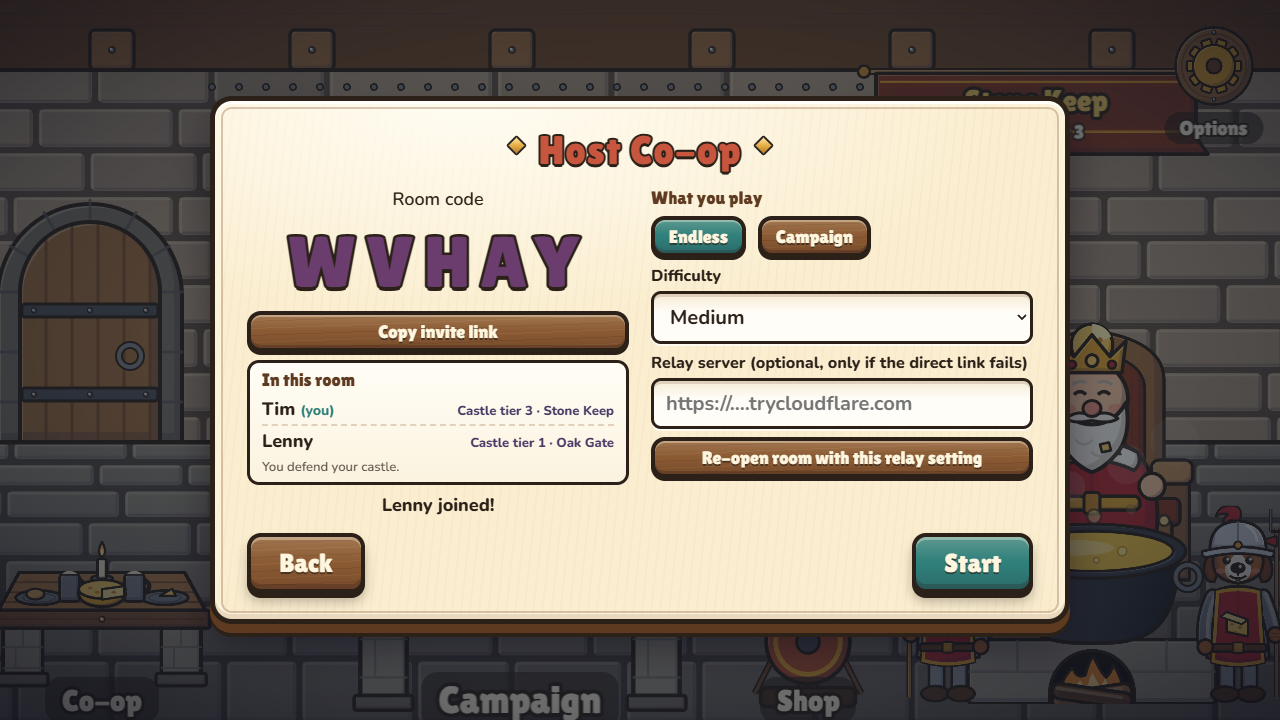 Host Co-op
Room code
WVHAY
Copy invite link
In this room
Tim (you) Castle tier 3 · Stone Keep
Lenny Castle tier 1 · Oak Gate
You defend your castle.
Lenny joined!
Back
What you play
Endless Campaign
Difficulty
Medium
Relay server (optional, only if the direct link fails)
https://....trycloudflare.com
Re-open room with this relay setting
Start
Keep
3
Options
Co-op
Campaign
Shop